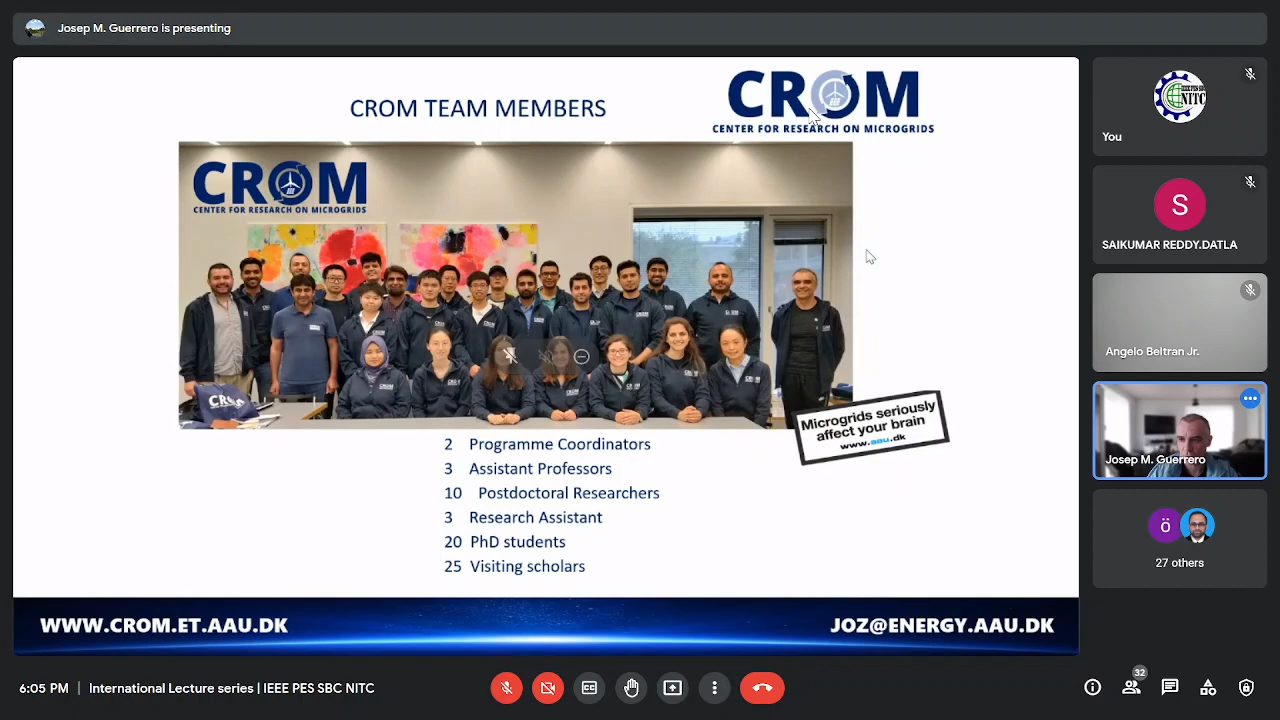 Josep M. Guerrero is presenting
CROM TEAM MEMBERS
CROM
CENTER FOR RESEARCH ON MICROGRIDS
CROM
CENTER FOR RESEARCH ON MICROGRIDS
CROM
Microgrids seriously
affect your brain
www.aau.dk
2 Programme Coordinators
3 Assistant Professors
10 Postdoctoral Researchers
3 Research Assistant
20 PhD students
25 Visiting scholars
WWW.CROM.ET.AAU.DK
JOZ@ENERGY.AAU.DK
NITC
You
S
SAIKUMAR REDDY.DATLA
Angelo Beltran Jr.
Josep M. Guerrero
ö
27 others
6:05 PM | International Lecture series | IEEE PES SBC NITC
CC
32